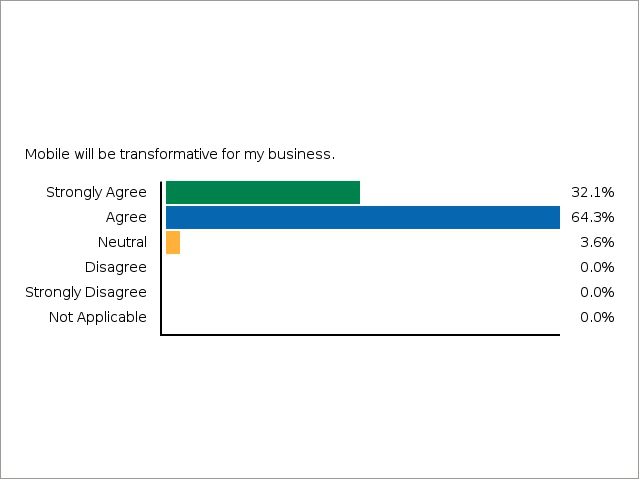 Mobile will be transformative for my business.
Strongly Agree 32.1%
Agree 64.3%
Neutral 3.6%
Disagree 0.0%
Strongly Disagree 0.0%
Not Applicable 0.0%